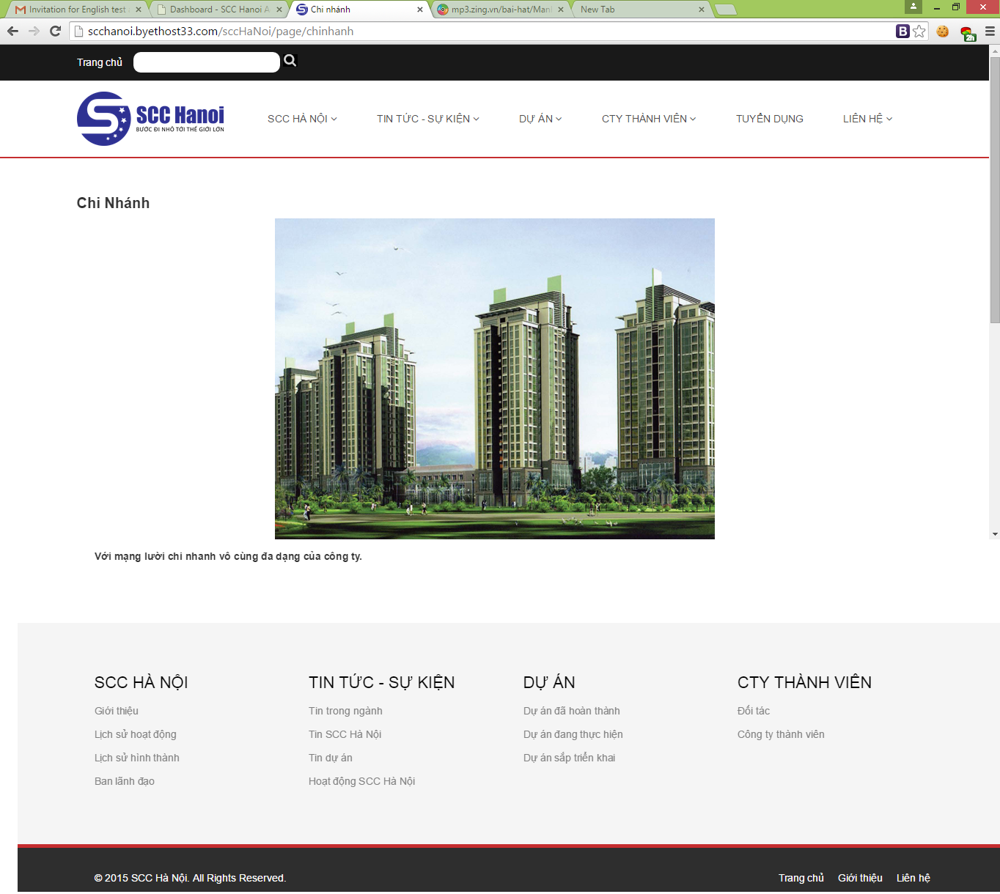 Invitation for English test
Dashboard - SCC Hanoi A
Chi nhánh
mp3.zing.vn/bai-hat/Man
New Tab
scchanoi.byethost33.com/sccHaNoi/page/chinhanh
B
2h
Trang chủ
SCC Hanoi
BƯỚC ĐI NHỎ TỚI THẾ GIỚI LỚN
SCC HÀ NỘI
TIN TỨC - SỰ KIỆN
DỰ ÁN
CTY THÀNH VIÊN
TUYỂN DỤNG
LIÊN HỆ
Chi Nhánh
Với mạng lười chi nhanh vô cùng đa dạng của công ty.
SCC HÀ NỘI
Giới thiệu
Lịch sử hoạt động
Lịch sử hình thành
Ban lãnh đạo
TIN TỨC - SỰ KIỆN
Tin trong ngành
Tin SCC Hà Nội
Tin dự án
Hoạt động SCC Hà Nội
DỰ ÁN
Dự án đã hoàn thành
Dự án đang thực hiện
Dự án sắp triển khai
CTY THÀNH VIÊN
Đối tác
Công ty thành viên
© 2015 SCC Hà Nội. All Rights Reserved.
Trang chủ
Giới thiệu
Liên hệ